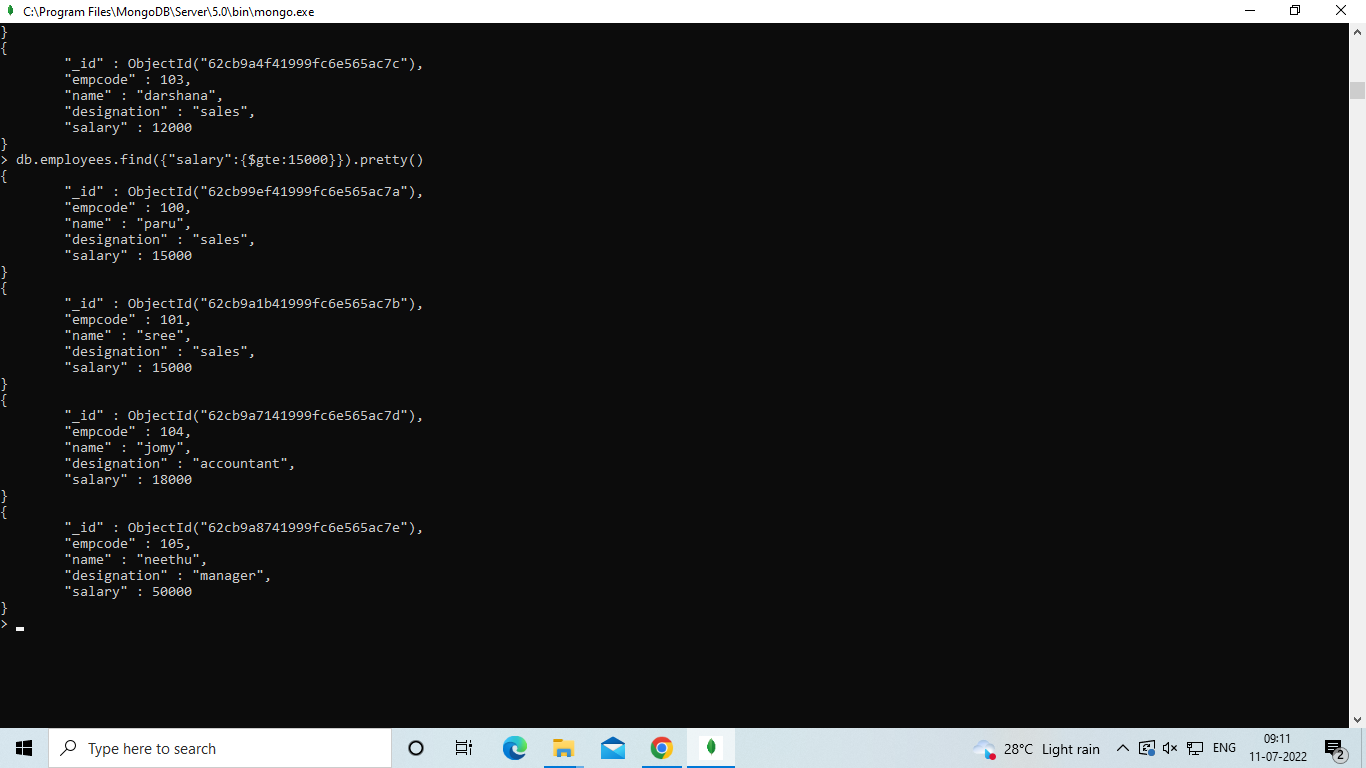 C:\Program Files\MongoDB\Server\5.0\bin\mongo.exe
}
{
        "_id" : ObjectId("62cb9a4f41999fc6e565ac7c"),
        "empcode" : 103,
        "name" : "darshana",
        "designation" : "sales",
        "salary" : 12000
}
> db.employees.find({"salary":{$gte:15000}}).pretty()
{
        "_id" : ObjectId("62cb99ef41999fc6e565ac7a"),
        "empcode" : 100,
        "name" : "paru",
        "designation" : "sales",
        "salary" : 15000
}
{
        "_id" : ObjectId("62cb9a1b41999fc6e565ac7b"),
        "empcode" : 101,
        "name" : "sree",
        "designation" : "sales",
        "salary" : 15000
}
{
        "_id" : ObjectId("62cb9a7141999fc6e565ac7d"),
        "empcode" : 104,
        "name" : "jomy",
        "designation" : "accountant",
        "salary" : 18000
}
{
        "_id" : ObjectId("62cb9a8741999fc6e565ac7e"),
        "empcode" : 105,
        "name" : "neethu",
        "designation" : "manager",
        "salary" : 50000
}
>
Type here to search
28°C Light rain
ENG
09:11
11-07-2022
2